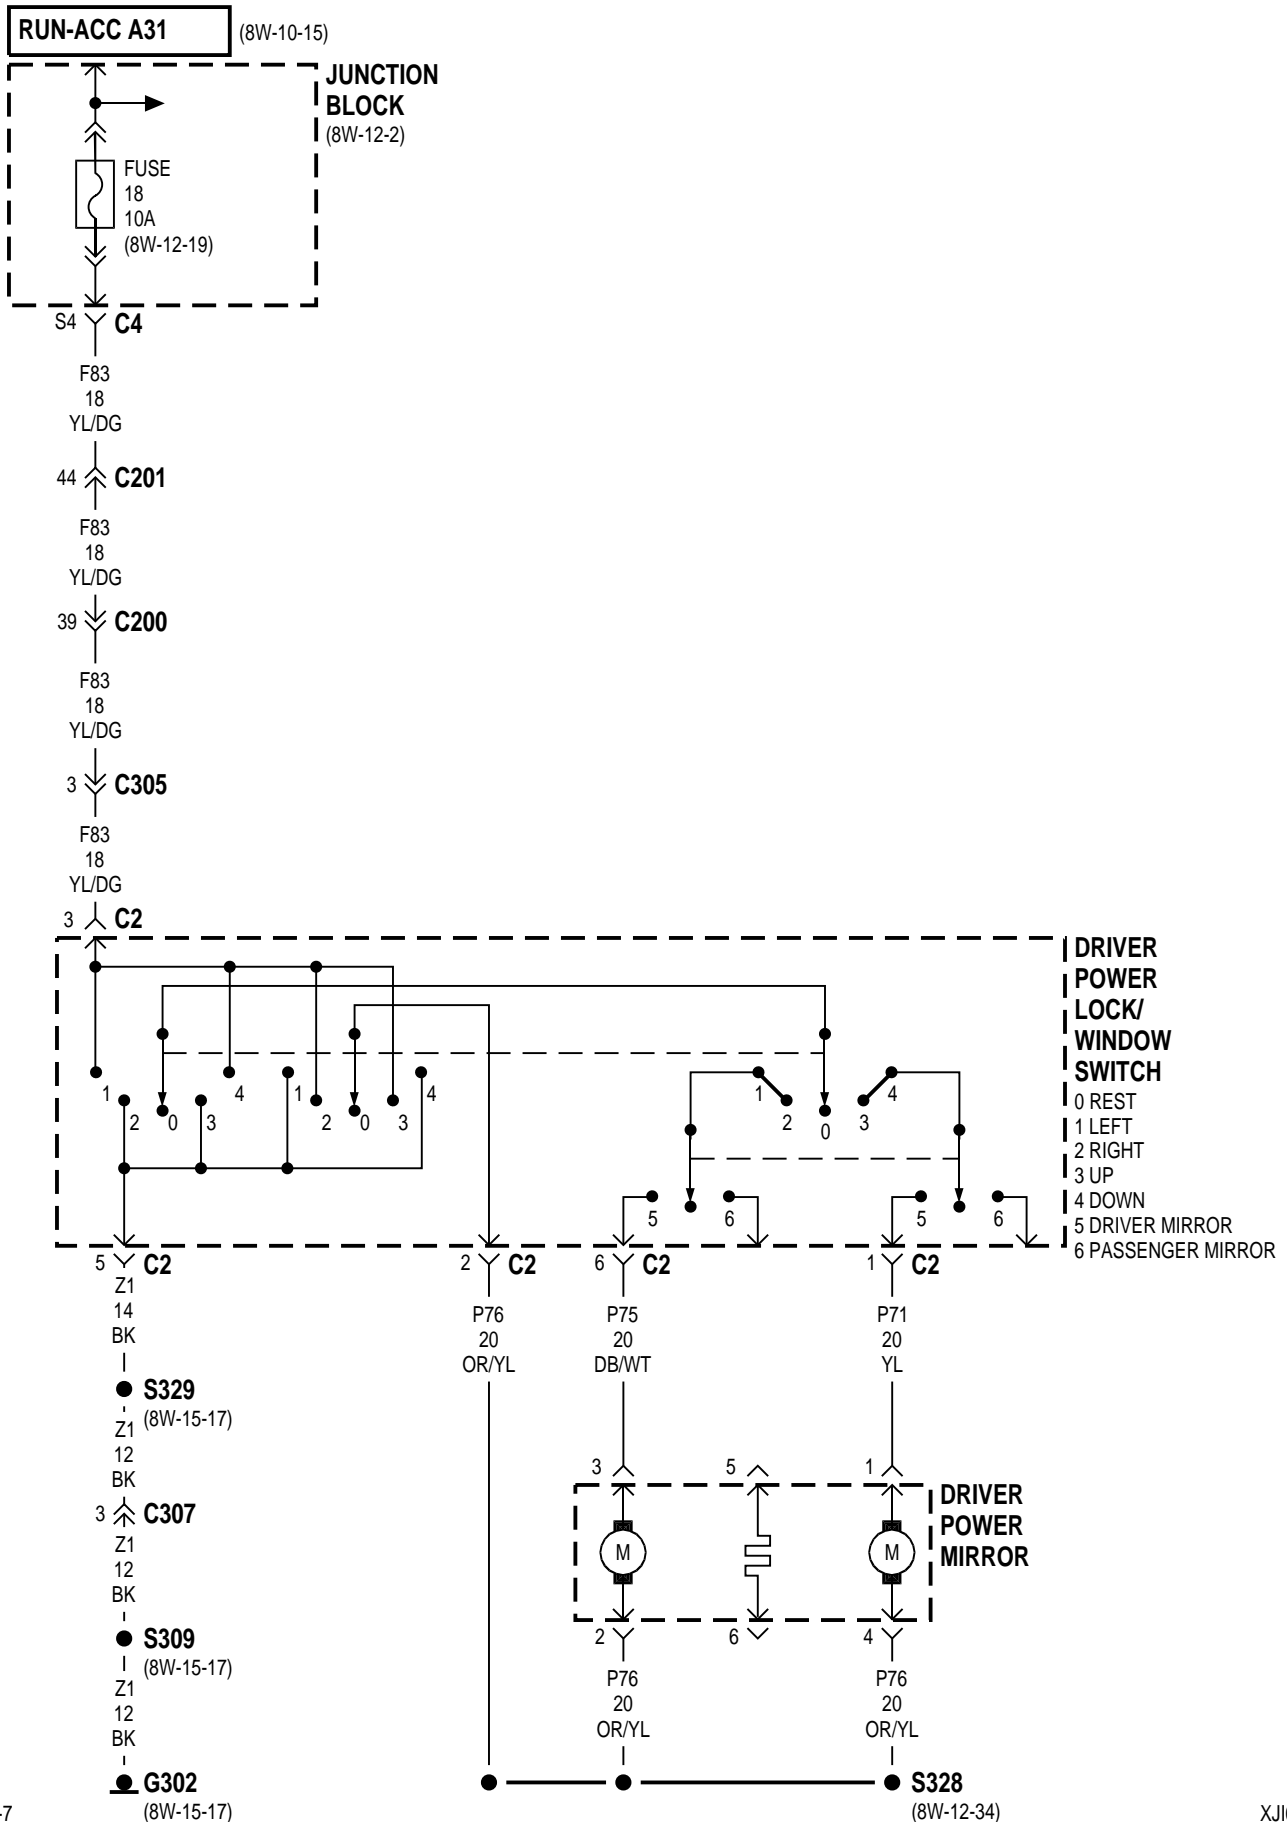 RUN-ACC A31
(8W-10-15)
JUNCTION
BLOCK
(8W-12-2)
FUSE
18
10A
(8W-12-19)
S4
C4
F83
18
YL/DG
44
C201
F83
18
YL/DG
39
C200
F83
18
YL/DG
3
C305
F83
18
YL/DG
3
C2
DRIVER
POWER
LOCK/
WINDOW
SWITCH
0 REST
1 LEFT
2 RIGHT
3 UP
4 DOWN
5 DRIVER MIRROR
6 PASSENGER MIRROR
1
2
0
3
4
1
2
0
3
4
1
2
0
3
4
5
6
5
6
5
C2
2
C2
6
C2
1
C2
Z1
14
BK
P76
20
OR/YL
P75
20
DB/WT
P71
20
YL
S329
(8W-15-17)
Z1
12
BK
3
C307
3
5
1
DRIVER
POWER
MIRROR
M
M
Z1
12
BK
2
6
4
S309
(8W-15-17)
Z1
12
BK
P76
20
OR/YL
P76
20
OR/YL
G302
(8W-15-17)
S328
(8W-12-34)
-7